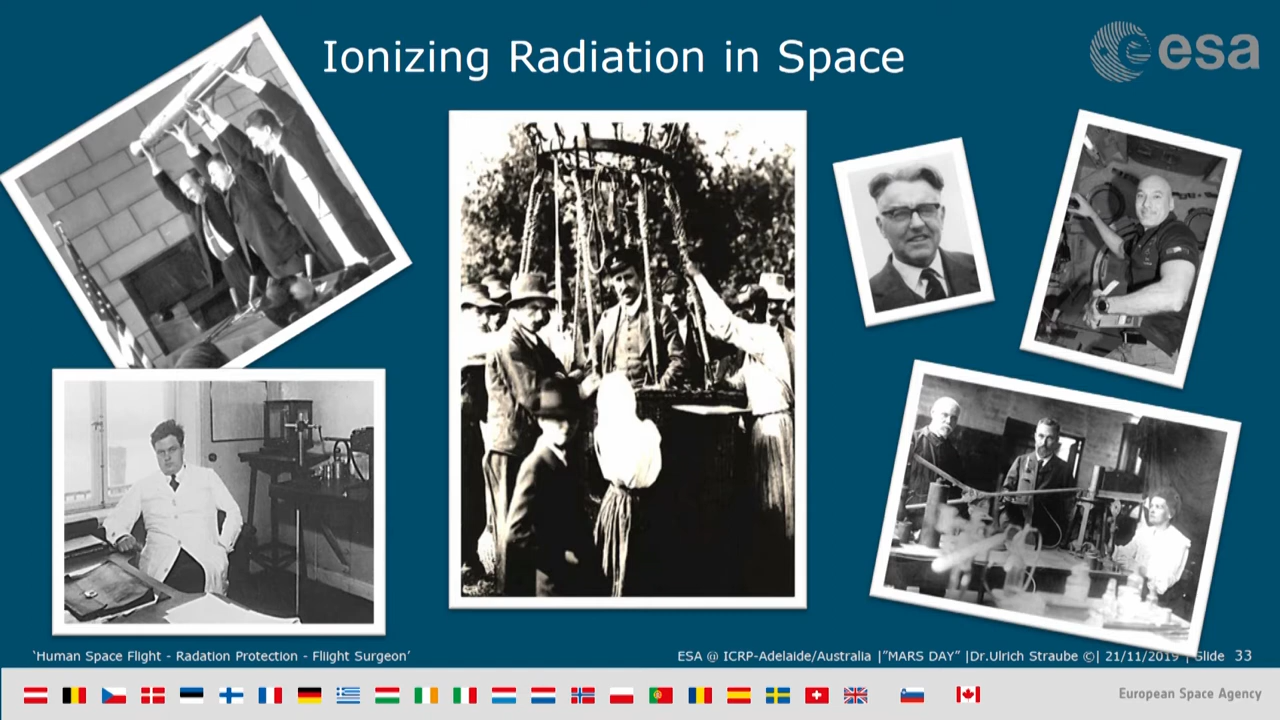 Ionizing Radiation in Space
esa
‘Human Space Flight - Radation Protection - Fliight Surgeon’
ESA @ ICRP-Adelaide/Australia |”MARS DAY” |Dr.Ulrich Straube ©| 21/11/2019 | Slide 33
European Space Agency